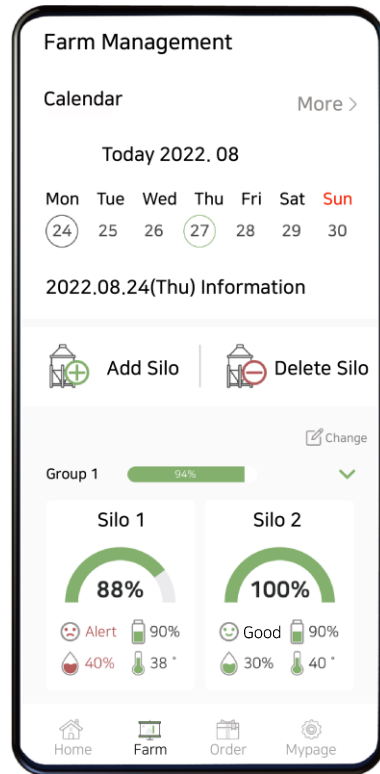 Farm Management
Calendar More >
Today 2022. 08
Mon Tue Wed Thu Fri Sat Sun
24 25 26 27 28 29 30
2022.08.24(Thu) Information
Add Silo Delete Silo
Change
Group 1 94%
Silo 1 Silo 2
88% 100%
Alert 90% Good 90%
40% 38 ° 30% 40 °
Home Farm Order Mypage